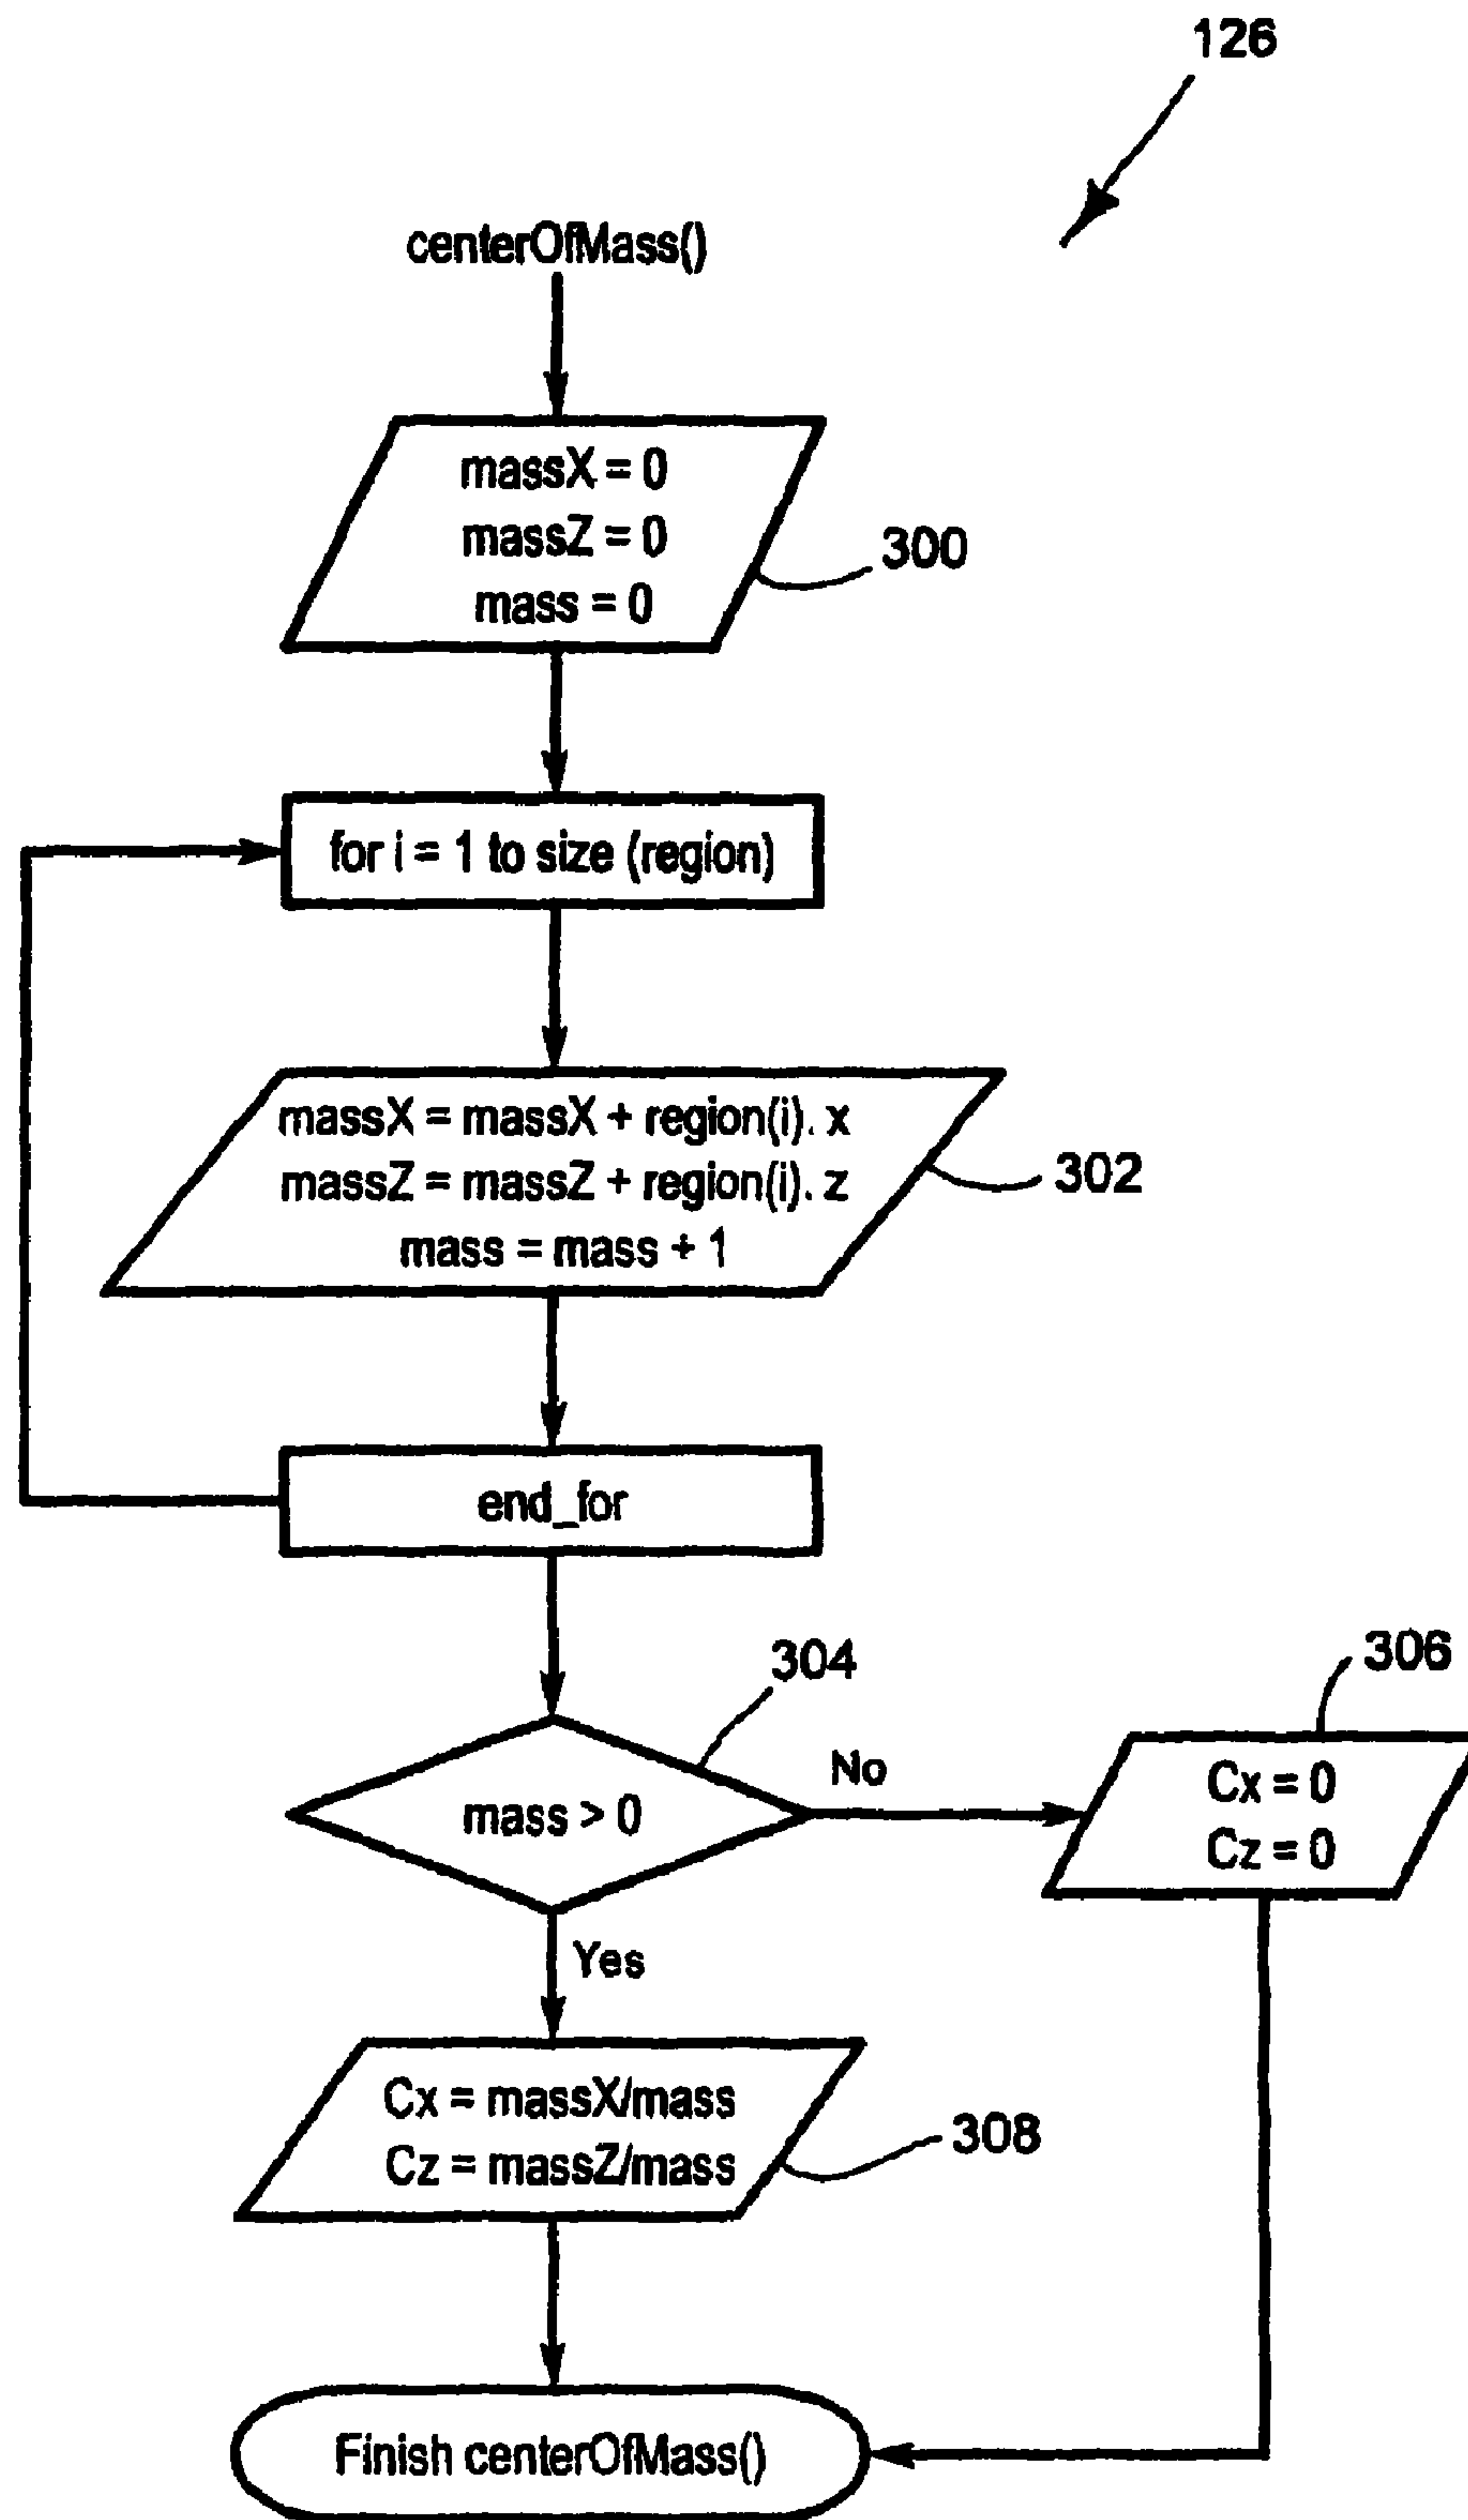 126
centerOfMass()
massX = 0
massZ = 0
mass = 0
300
for i = 1 to size (region)
massX = massX + region(i). x
massZ = massZ + region(i). z
mass = mass + 1
302
end_for
304
306
mass > 0
No
Cx = 0
Cz = 0
Yes
Cx = massX/mass
Cz = massZ/mass
308
Finish centerOfMass()